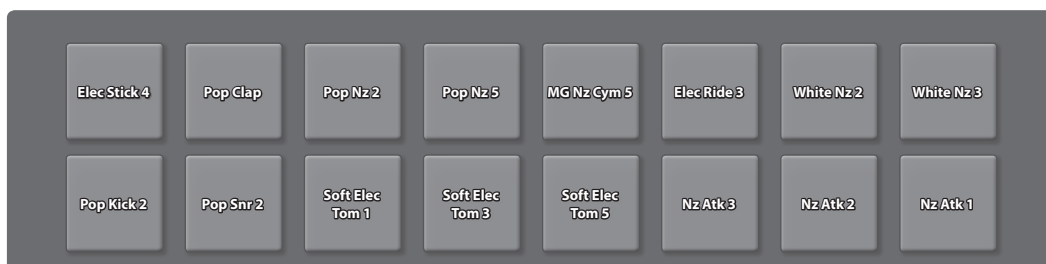 Elec Stick 4
Pop Clap
Pop Nz 2
Pop Nz 5
MG Nz Cym 5
Elec Ride 3
White Nz 2
White Nz 3
Pop Kick 2
Pop Snr 2
Soft Elec
Tom 1
Soft Elec
Tom 3
Soft Elec
Tom 5
Nz Atk 3
Nz Atk 2
Nz Atk 1